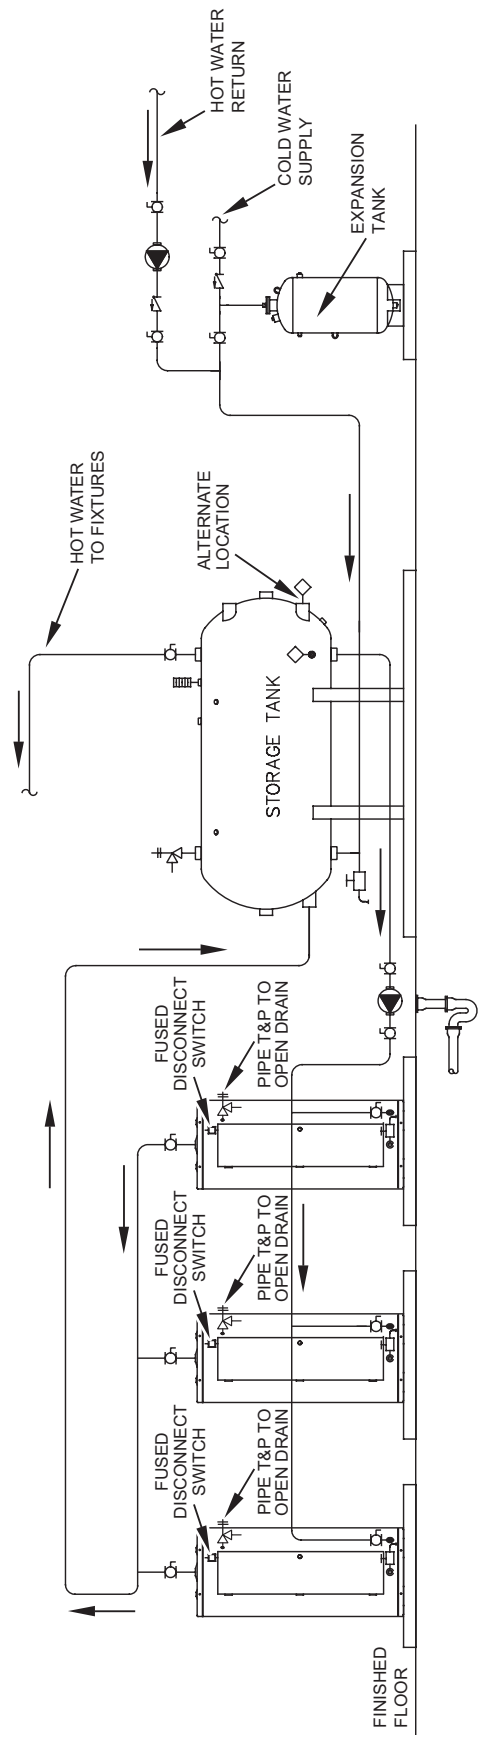 HOT WATER
RETURN
COLD WATER
SUPPLY
EXPANSION
TANK
HOT WATER
TO FIXTURES
ALTERNATE
LOCATION
STORAGE TANK
FUSED
DISCONNECT
SWITCH
PIPE T&P TO
OPEN DRAIN
FUSED
DISCONNECT
SWITCH
PIPE T&P TO
OPEN DRAIN
FUSED
DISCONNECT
SWITCH
PIPE T&P TO
OPEN DRAIN
FINISHED
FLOOR